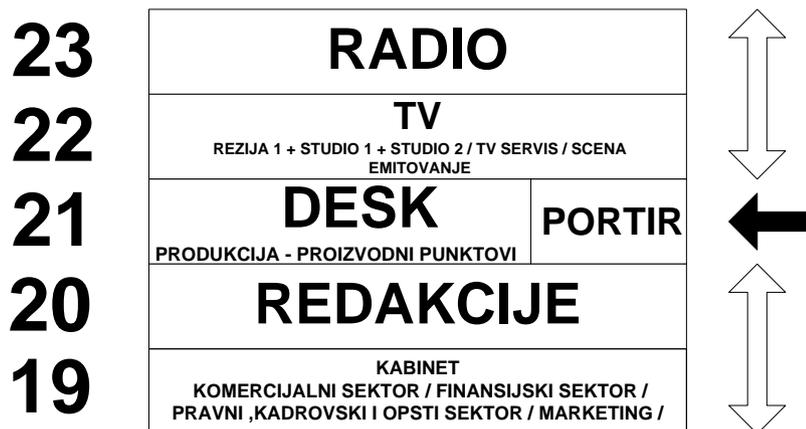 23
RADIO
22
TV
REZIJA 1 + STUDIO 1 + STUDIO 2 / TV SERVIS / SCENA
EMITOVANJE
21
DESK
PORTIR
PRODUKCIJA - PROIZVODNI PUNKTOVI
20
REDAKCIJE
19
KABINET
KOMERCIJALNI SEKTOR / FINANSIJSKI SEKTOR /
PRAVNI ,KADROVSKI I OPSTI SEKTOR / MARKETING /